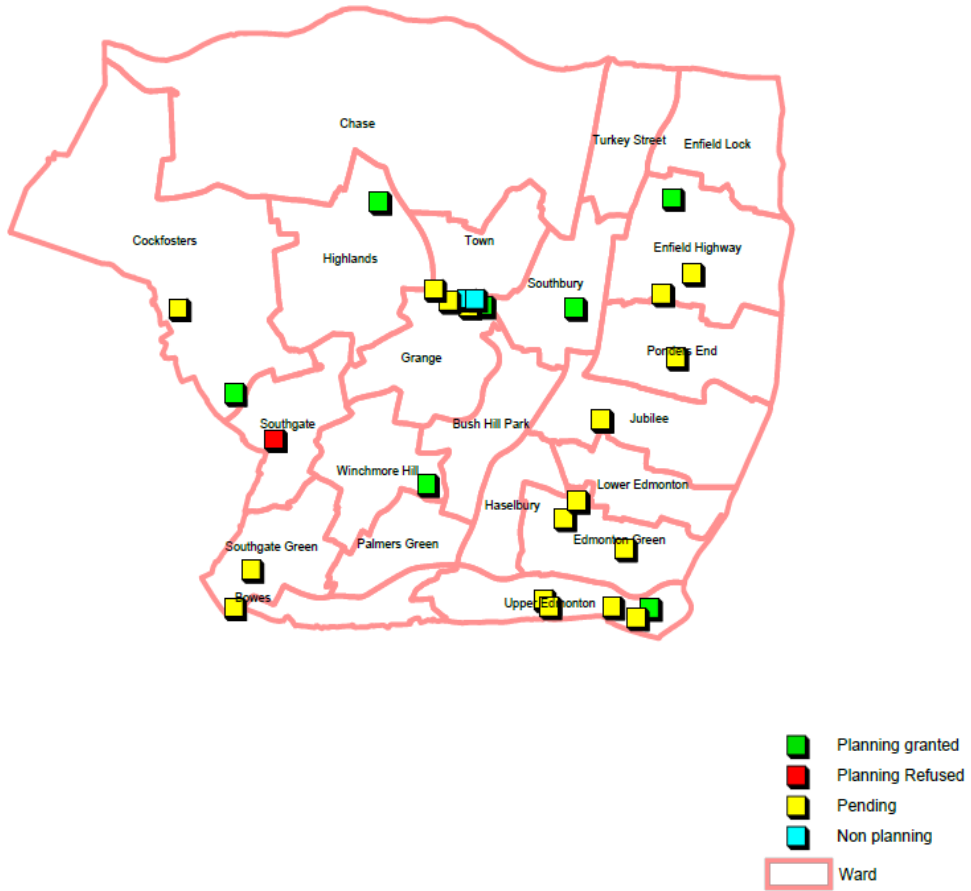 Chase
Turkey Street
Enfield Lock
Cockfosters
Town
Enfield Highway
Highlands
Southbury
Grange
Ponders End
Southgate
Bush Hill Park
Jubilee
Winchmore Hill
Lower Edmonton
Haselbury
Southgate Green
Palmers Green
Edmonton Green
Bowes
Upper Edmonton
Planning granted
Planning Refused
Pending
Non planning
Ward